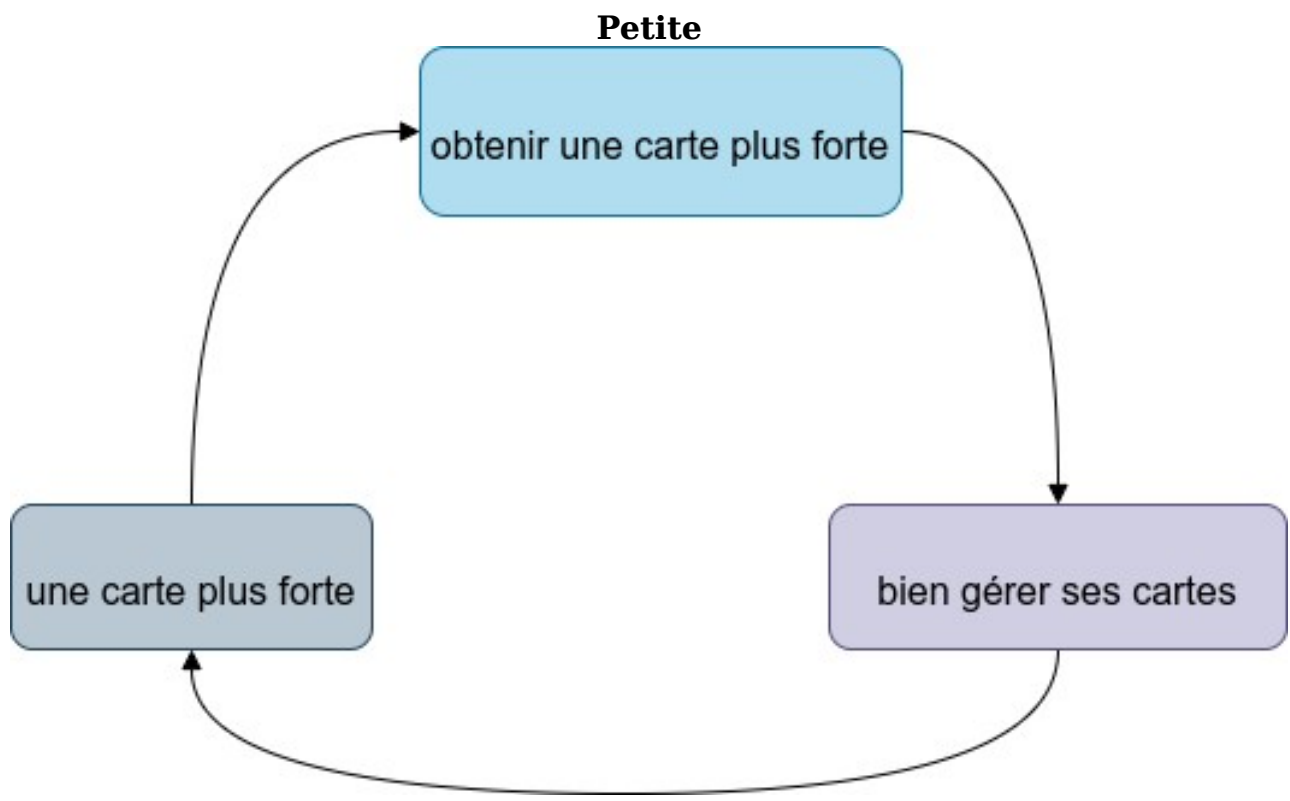 Petite
obtenir une carte plus forte
bien gérer ses cartes
une carte plus forte